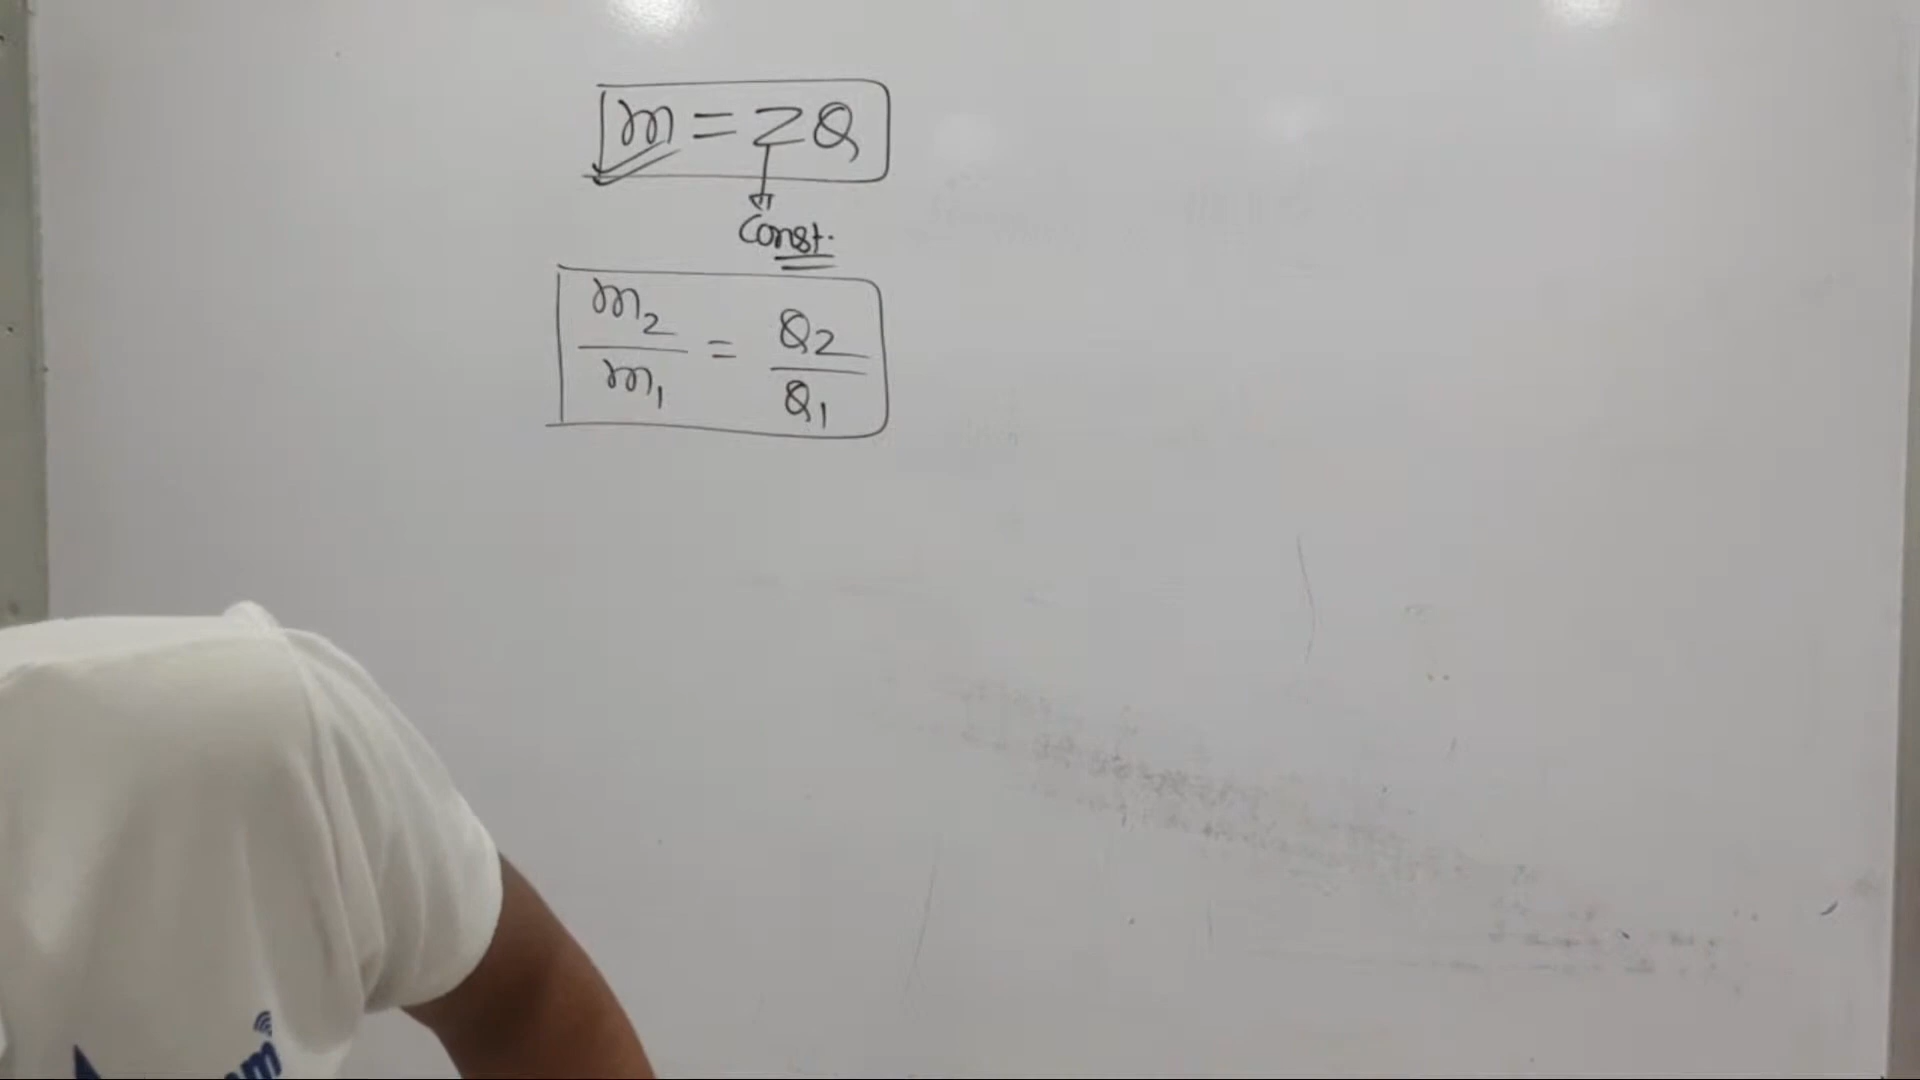 m = ZQ
Const.
m₂/m₁ = Q₂/Q₁